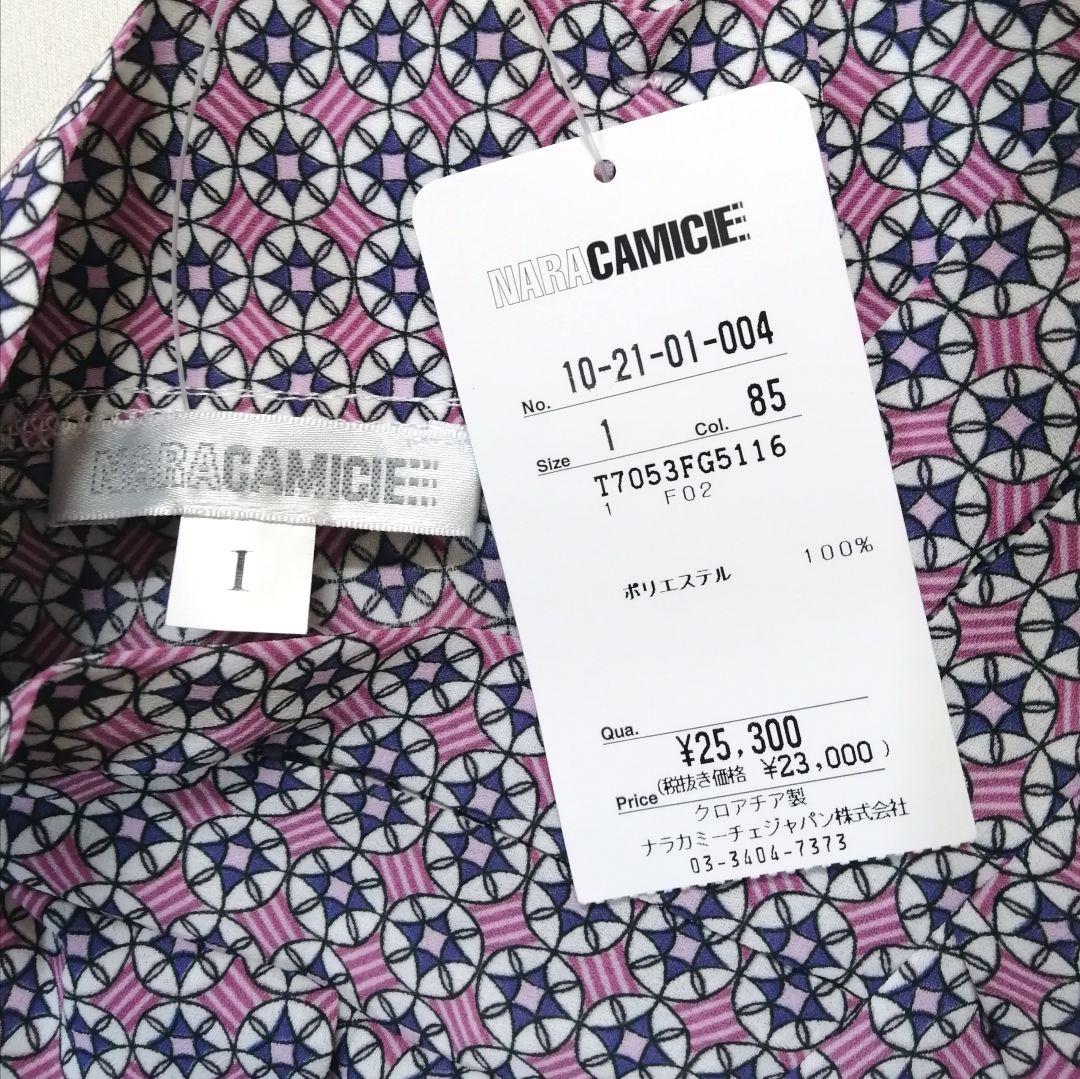 NARACAMICIE
No. 10-21-01-004
Size 1 Col. 85
T7053FG5116
1 F02
ポリエステル 100%
Qua.
¥25,300
(税抜き価格 ¥23,000)
Price
クロアチア製
ナラカミーチェジャパン株式会社
03-3404-7373
NARACAMICIE
I